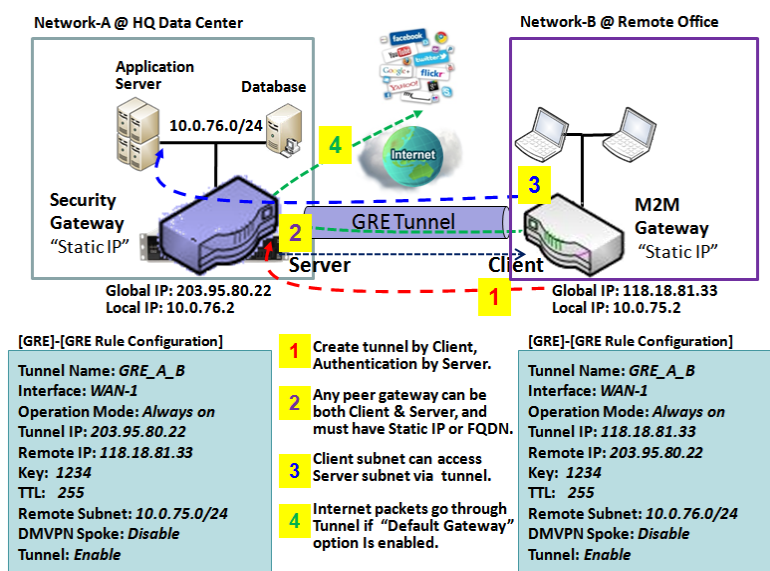 Network-A @ HQ Data Center
Network-B @ Remote Office
Application
Server
Database
10.0.76.0/24
facebook
YouTube
twitter
Google+
flickr
YAHOO!
Internet
4
3
Security
Gateway
“Static IP”
GRE Tunnel
2
M2M
Gateway
“Static IP”
Server
Client
1
Global IP: 203.95.80.22
Local IP: 10.0.76.2
Global IP: 118.18.81.33
Local IP: 10.0.75.2
[GRE]-[GRE Rule Configuration]
Tunnel Name: GRE_A_B
Interface: WAN-1
Operation Mode: Always on
Tunnel IP: 203.95.80.22
Remote IP: 118.18.81.33
Key: 1234
TTL: 255
Remote Subnet: 10.0.75.0/24
DMVPN Spoke: Disable
Tunnel: Enable
1 Create tunnel by Client,
Authentication by Server.
2 Any peer gateway can be
both Client & Server, and
must have Static IP or FQDN.
3 Client subnet can access
Server subnet via tunnel.
4 Internet packets go through
Tunnel if “Default Gateway”
option Is enabled.
[GRE]-[GRE Rule Configuration]
Tunnel Name: GRE_A_B
Interface: WAN-1
Operation Mode: Always on
Tunnel IP: 118.18.81.33
Remote IP: 203.95.80.22
Key: 1234
TTL: 255
Remote Subnet: 10.0.76.0/24
DMVPN Spoke: Disable
Tunnel: Enable